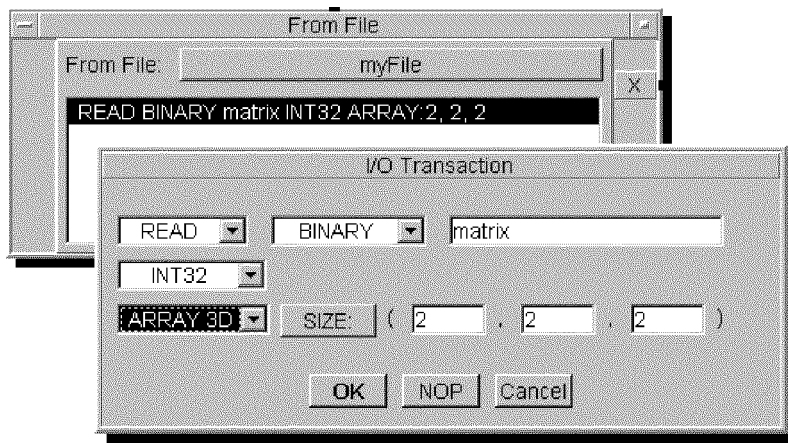 From File
From File: myFile
X
READ BINARY matrix INT32 ARRAY:2, 2, 2
I/O Transaction
READ BINARY matrix
INT32
ARRAY 3D SIZE: ( 2 , 2 , 2 )
OK NOP Cancel